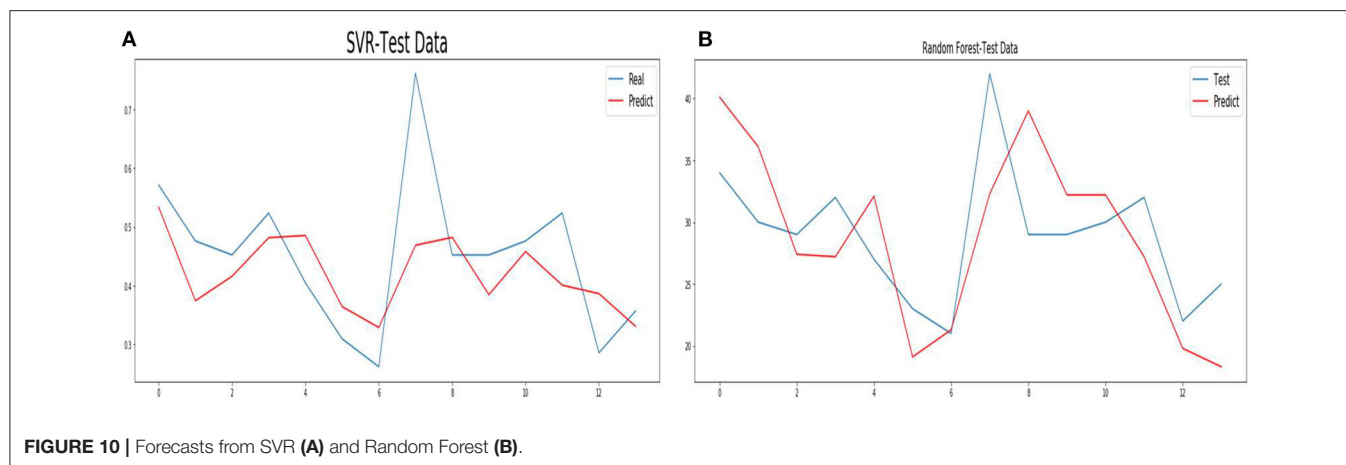 A
SVR-Test Data
Real
Predict
0.7
0.6
0.5
0.4
0.3
0 2 4 6 8 10 12
B
Random Forest-Test Data
Test
Predict
40
35
30
25
20
0 2 4 6 8 10 12
FIGURE 10 | Forecasts from SVR (A) and Random Forest (B).